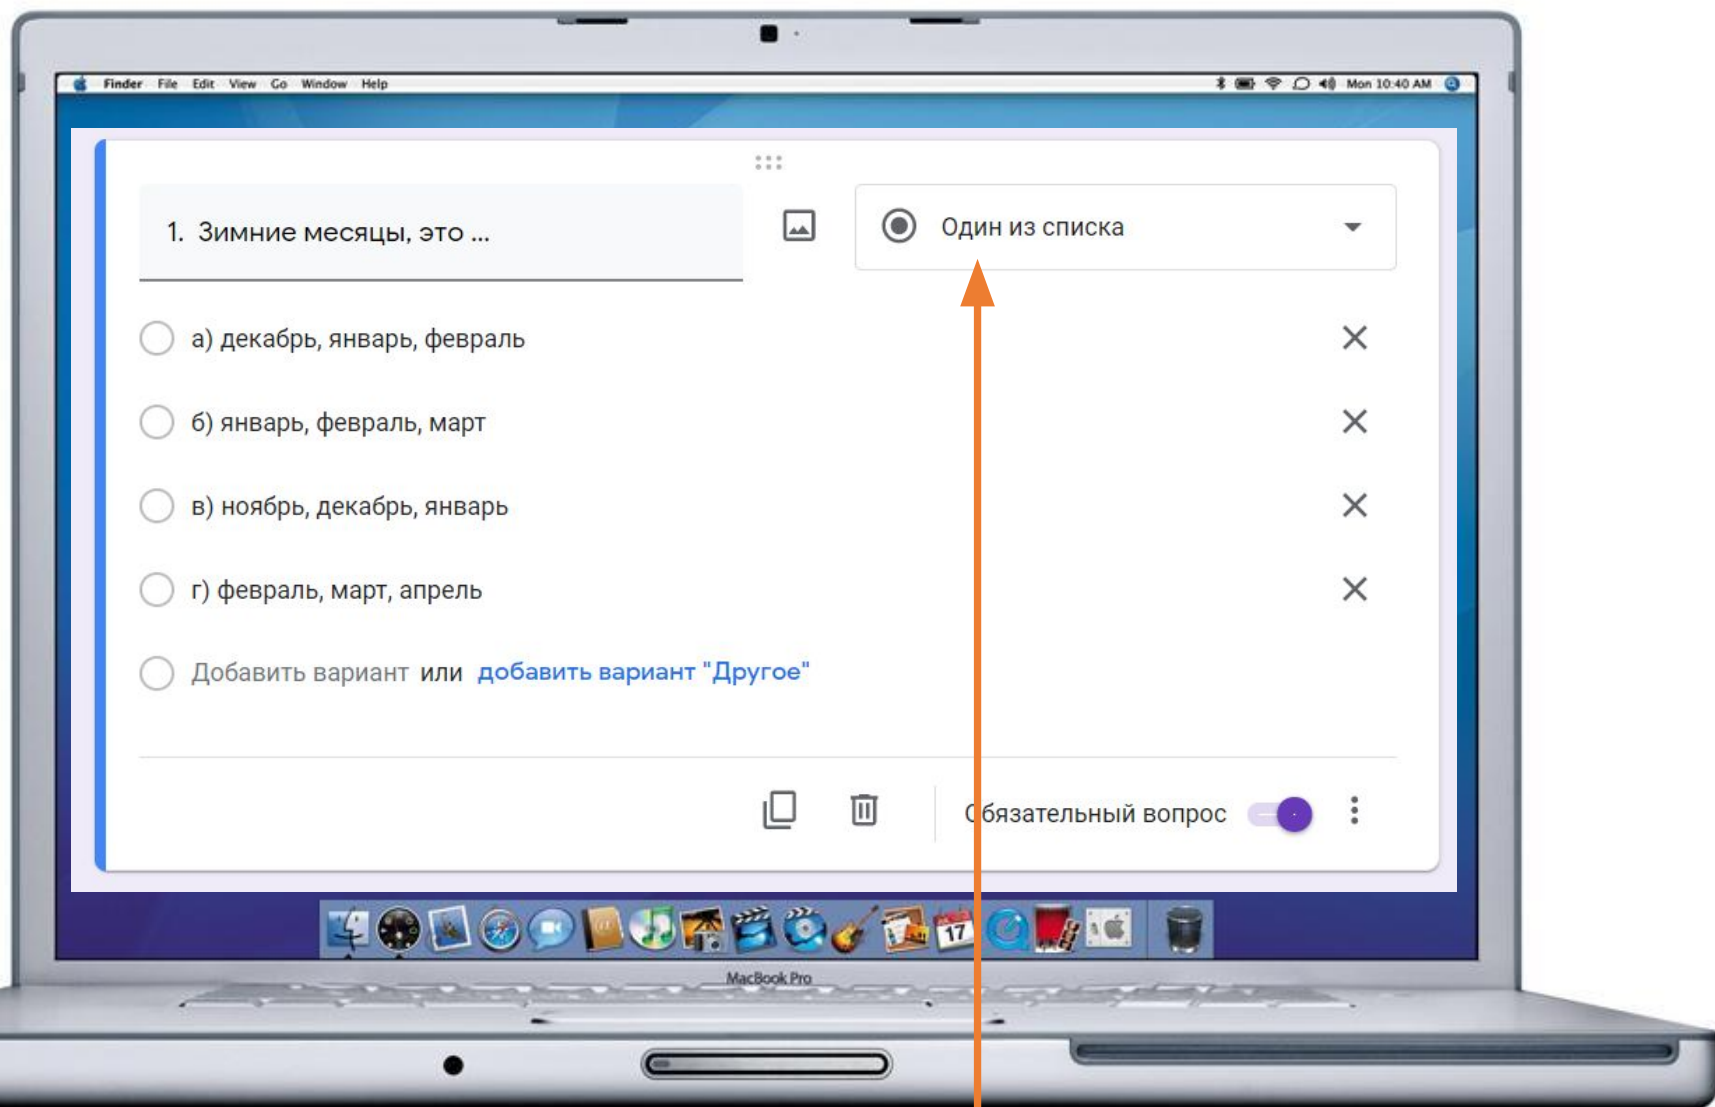 Finder File Edit View Go Window Help Mon 10:40 AM
1. Зимние месяцы, это ...
Один из списка
а) декабрь, январь, февраль
б) январь, февраль, март
в) ноябрь, декабрь, январь
г) февраль, март, апрель
Добавить вариант или добавить вариант "Другое"
Обязательный вопрос
17
MacBook Pro